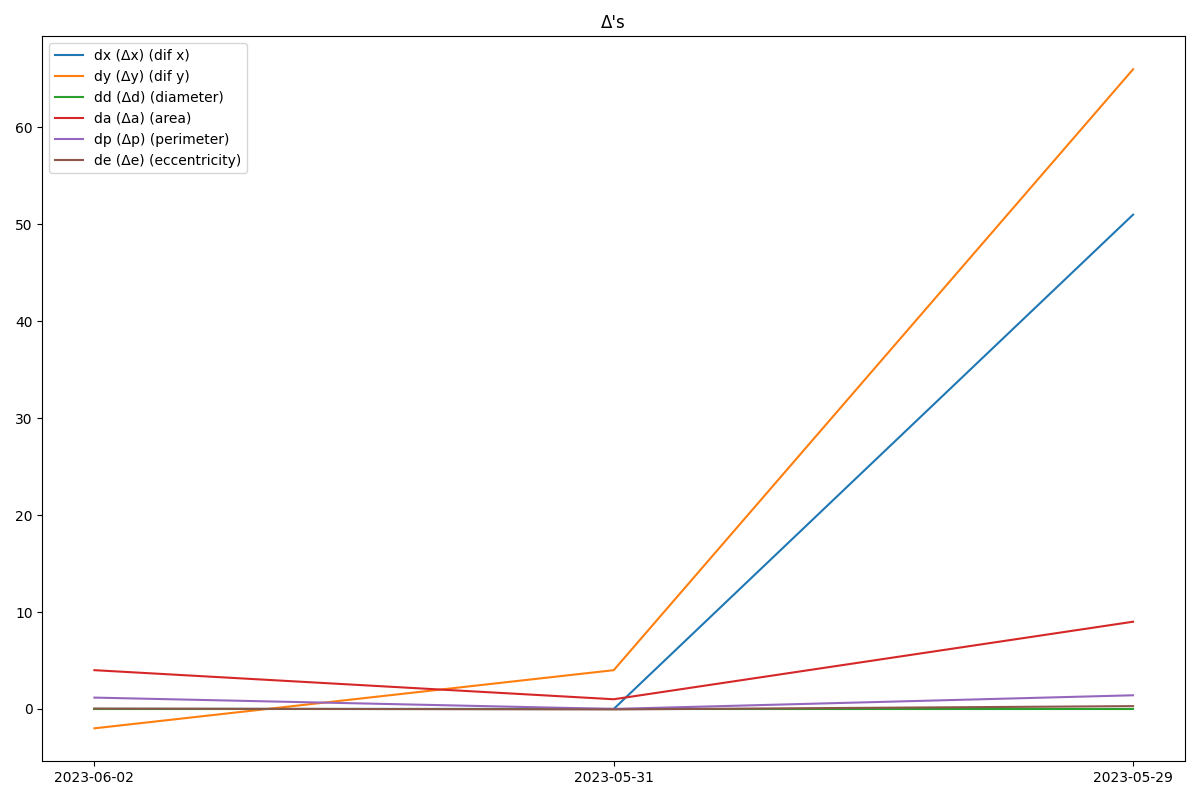 Δ's
dx (Δx) (dif x)
dy (Δy) (dif y)
dd (Δd) (diameter)
da (Δa) (area)
dp (Δp) (perimeter)
de (Δe) (eccentricity)
60
50
40
30
20
10
0
2023-06-02 2023-05-31 2023-05-29